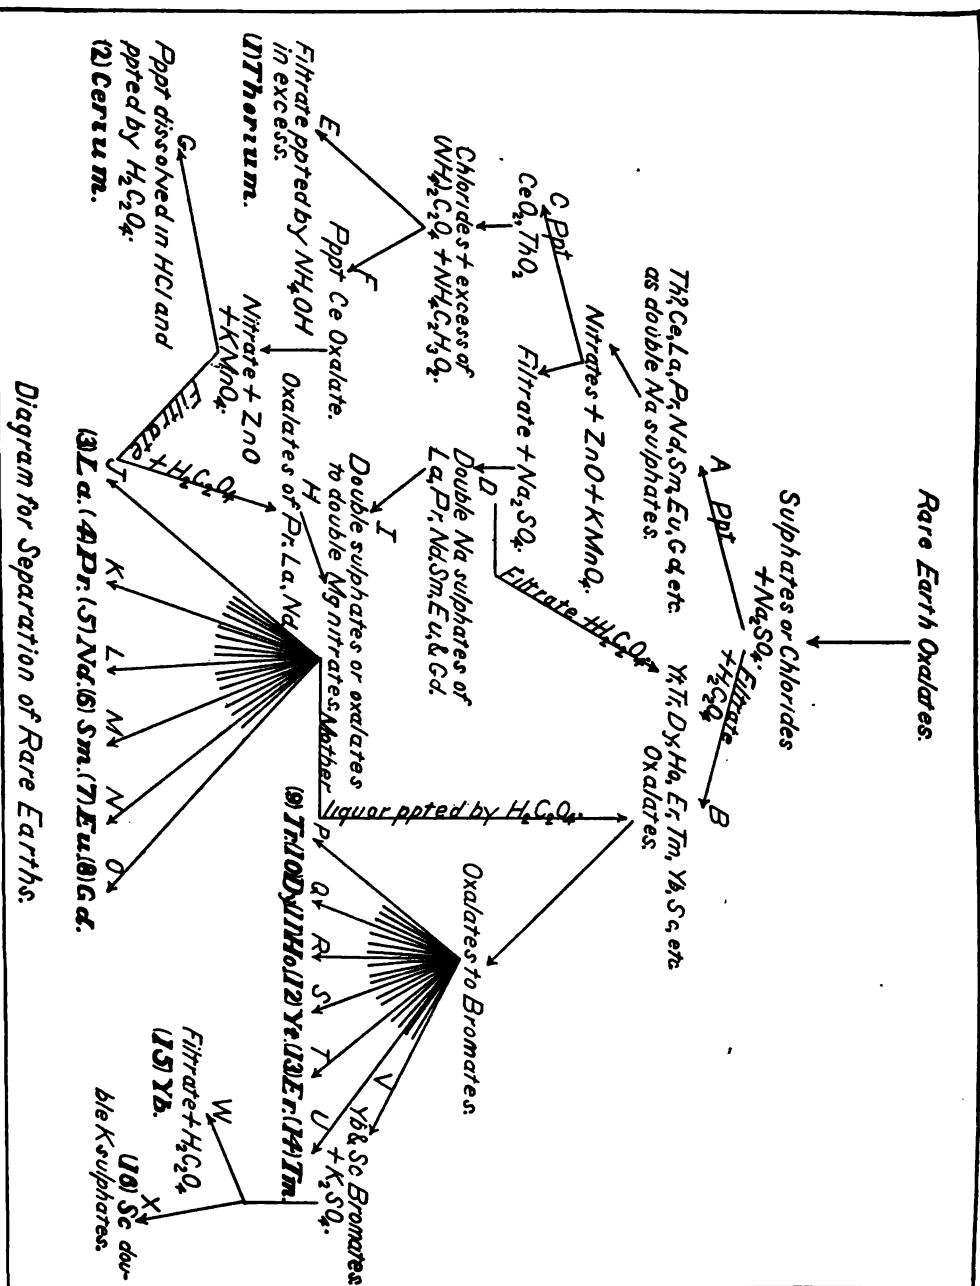 Rare Earth Oxalates.
Sulphates or Chlorides
+Na₂SO₄.
A
Ppt
Filtrate
+H₂C₂O₄
B
Th?, Ce, La, Pr, Nd, Sm, Eu, Gd, etc.
as double Na sulphates.
Yt, Tr, Dy, Ho, Er, Tm, Yb, Sc, etc
Oxalates.
Nitrates + ZnO + KMnO₄.
C Ppt
CeO₂, ThO₂
Filtrate + Na₂SO₄.
D
Filtrate + H₂C₂O₄.
Chlorides + excess of
(NH₄)₂C₂O₄ + NH₄C₂H₃O₂.
Double Na sulphates of
La, Pr, Nd, Sm, Eu, & Gd.
Oxalates to Bromates.
E
F
I
Filtrate ppted by NH₄OH
in excess.
(1) Thorium.
Pppt Ce Oxalate.
Double sulphates or oxalates
to double Mg nitrates. Mother
liquor ppted by H₂C₂O₄.
Nitrate + ZnO
+KMnO₄.
H
Oxalates of Pr, La, Nd
G
Pppt dissolved in HCl and
ppted by H₂C₂O₄.
(2) Cerium.
Filtrate + H₂C₂O₄
P Q R S T U V
Yb & Sc Bromates
+ K₂SO₄.
(9) Tr. (10) Dy (11) Ho. (12) Yt. (13) Er. (14) Tm.
J K L M N O
(3) La. (4) Pr. (5) Nd. (6) Sm. (7) Eu. (8) Gd.
W
Filtrate + H₂C₂O₄
(15) Yb.
X
(16) Sc dou-
ble K sulphates.
Diagram for Separation of Rare Earths.